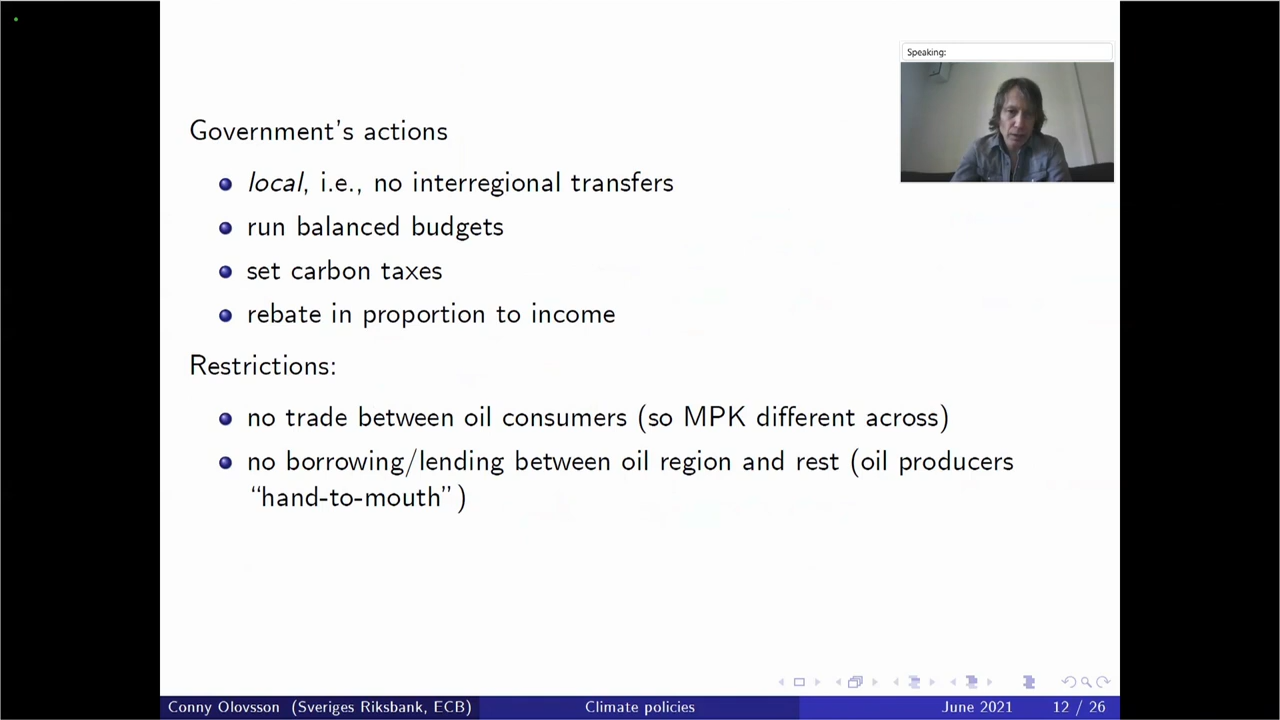 Speaking:
Government's actions
local, i.e., no interregional transfers
run balanced budgets
set carbon taxes
rebate in proportion to income
Restrictions:
no trade between oil consumers (so MPK different across)
no borrowing/lending between oil region and rest (oil producers
“hand-to-mouth”)
Conny Olovsson (Sveriges Riksbank, ECB) Climate policies June 2021 12 / 26